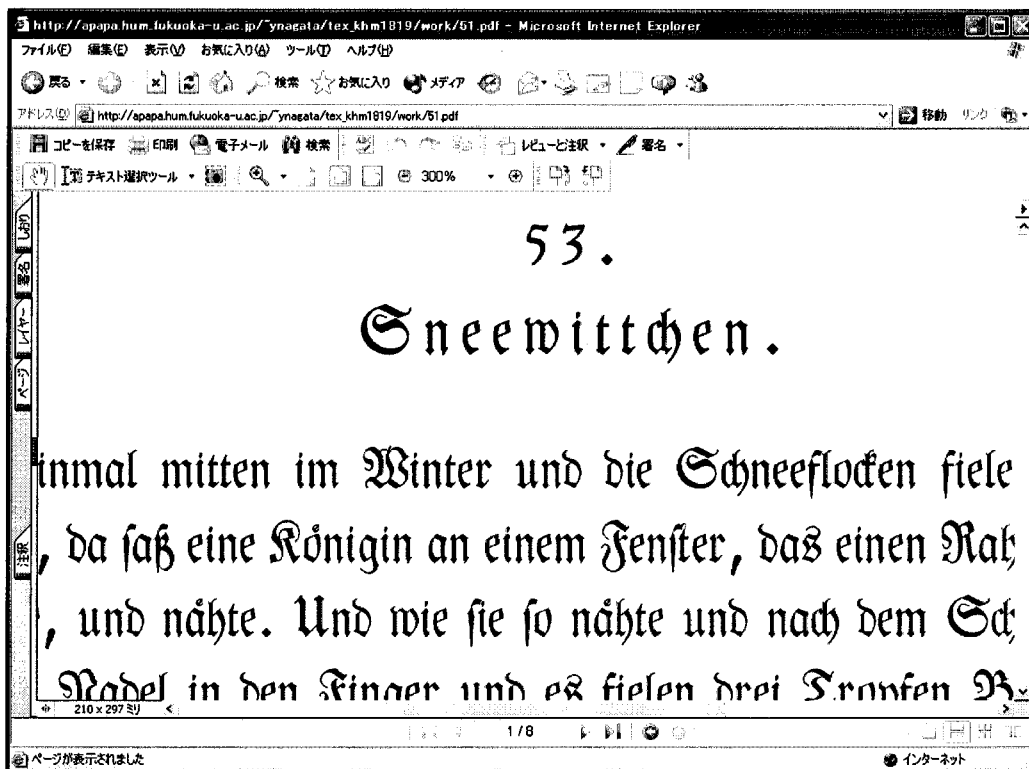 http://apapa.hum.fukuoka-u.ac.jp/~ynagata/tex_khm1819/work/51.pdf - Microsoft Internet Explorer
ファイル(F) 編集(E) 表示(V) お気に入り(A) ツール(T) ヘルプ(H)
戻る 検索 お気に入り メディア
アドレス(D) http://apapa.hum.fukuoka-u.ac.jp/~ynagata/tex_khm1819/work/51.pdf 移動 リンク
コピーを保存 印刷 電子メール 検索 レビューと注釈 署名
テキスト選択ツール 300%
しおり
署名
レイヤー
ページ
注釈
53.
Sneewittchen.
inmal mitten im Winter und die Schneeflocken fiele
, da ſaß eine Koͤnigin an einem Fenſter, das einen Rah
, und naͤhte. Und wie ſie ſo naͤhte und nach dem Sch
Nadel in den Finger und es fielen drei Tropfen B
210 x 297 ミリ
1 / 8
ページが表示されました インターネット